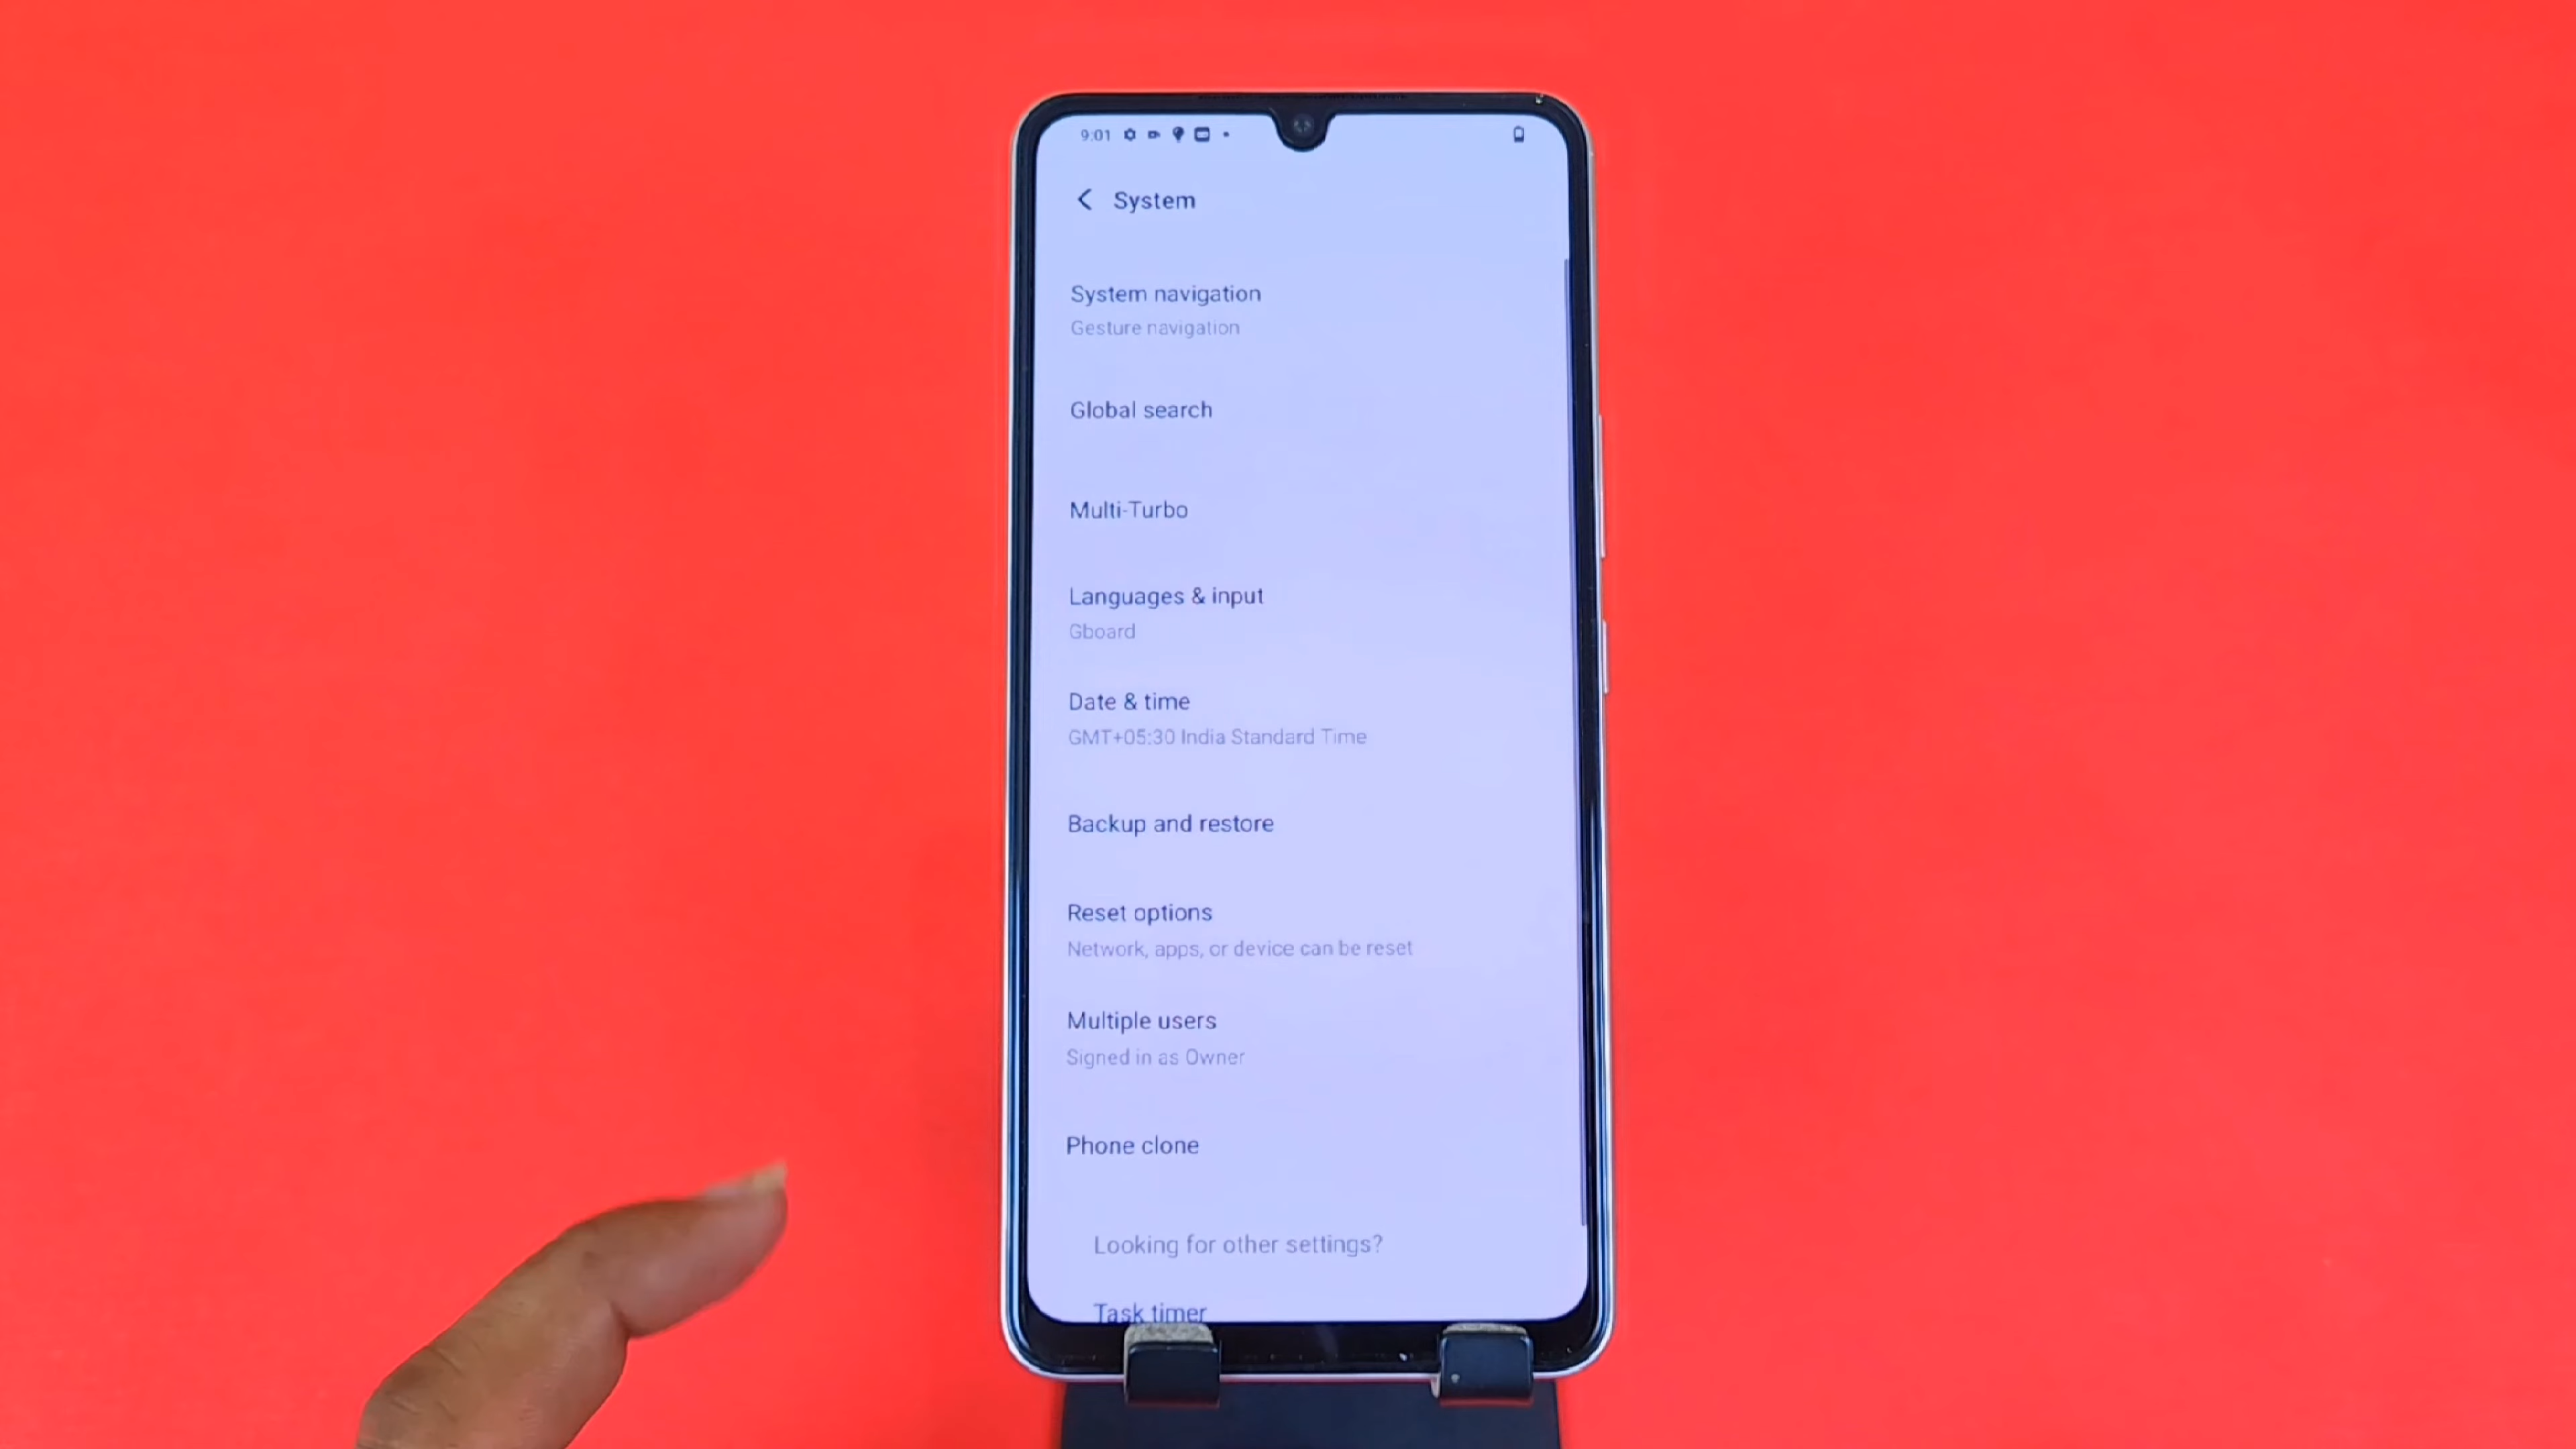 9:01
System
System navigation
Gesture navigation
Global search
Multi-Turbo
Languages & input
Gboard
Date & time
GMT+05:30 India Standard Time
Backup and restore
Reset options
Network, apps, or device can be reset
Multiple users
Signed in as Owner
Phone clone
Looking for other settings?
Task timer